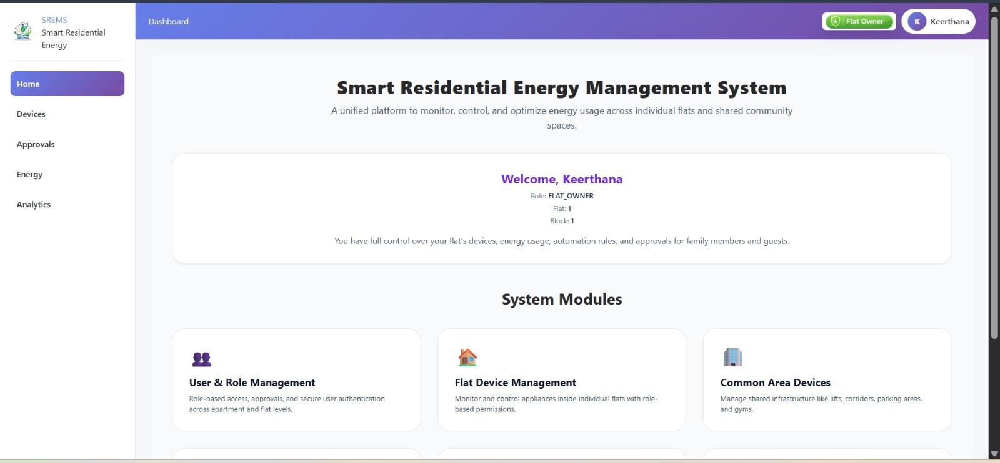 SREMS
Smart Residential
Energy
Home
Devices
Approvals
Energy
Analytics
Dashboard
Flat Owner
K
Keerthana
Smart Residential Energy Management System
A unified platform to monitor, control, and optimize energy usage across individual flats and shared community
spaces.
Welcome, Keerthana
Role: FLAT_OWNER
Flat: 1
Block: 1
You have full control over your flat's devices, energy usage, automation rules, and approvals for family members and guests.
System Modules
User & Role Management
Role-based access, approvals, and secure user authentication
across apartment and flat levels.
Flat Device Management
Monitor and control appliances inside individual flats with role-
based permissions.
Common Area Devices
Manage shared infrastructure like lifts, corridors, parking areas,
and gyms.